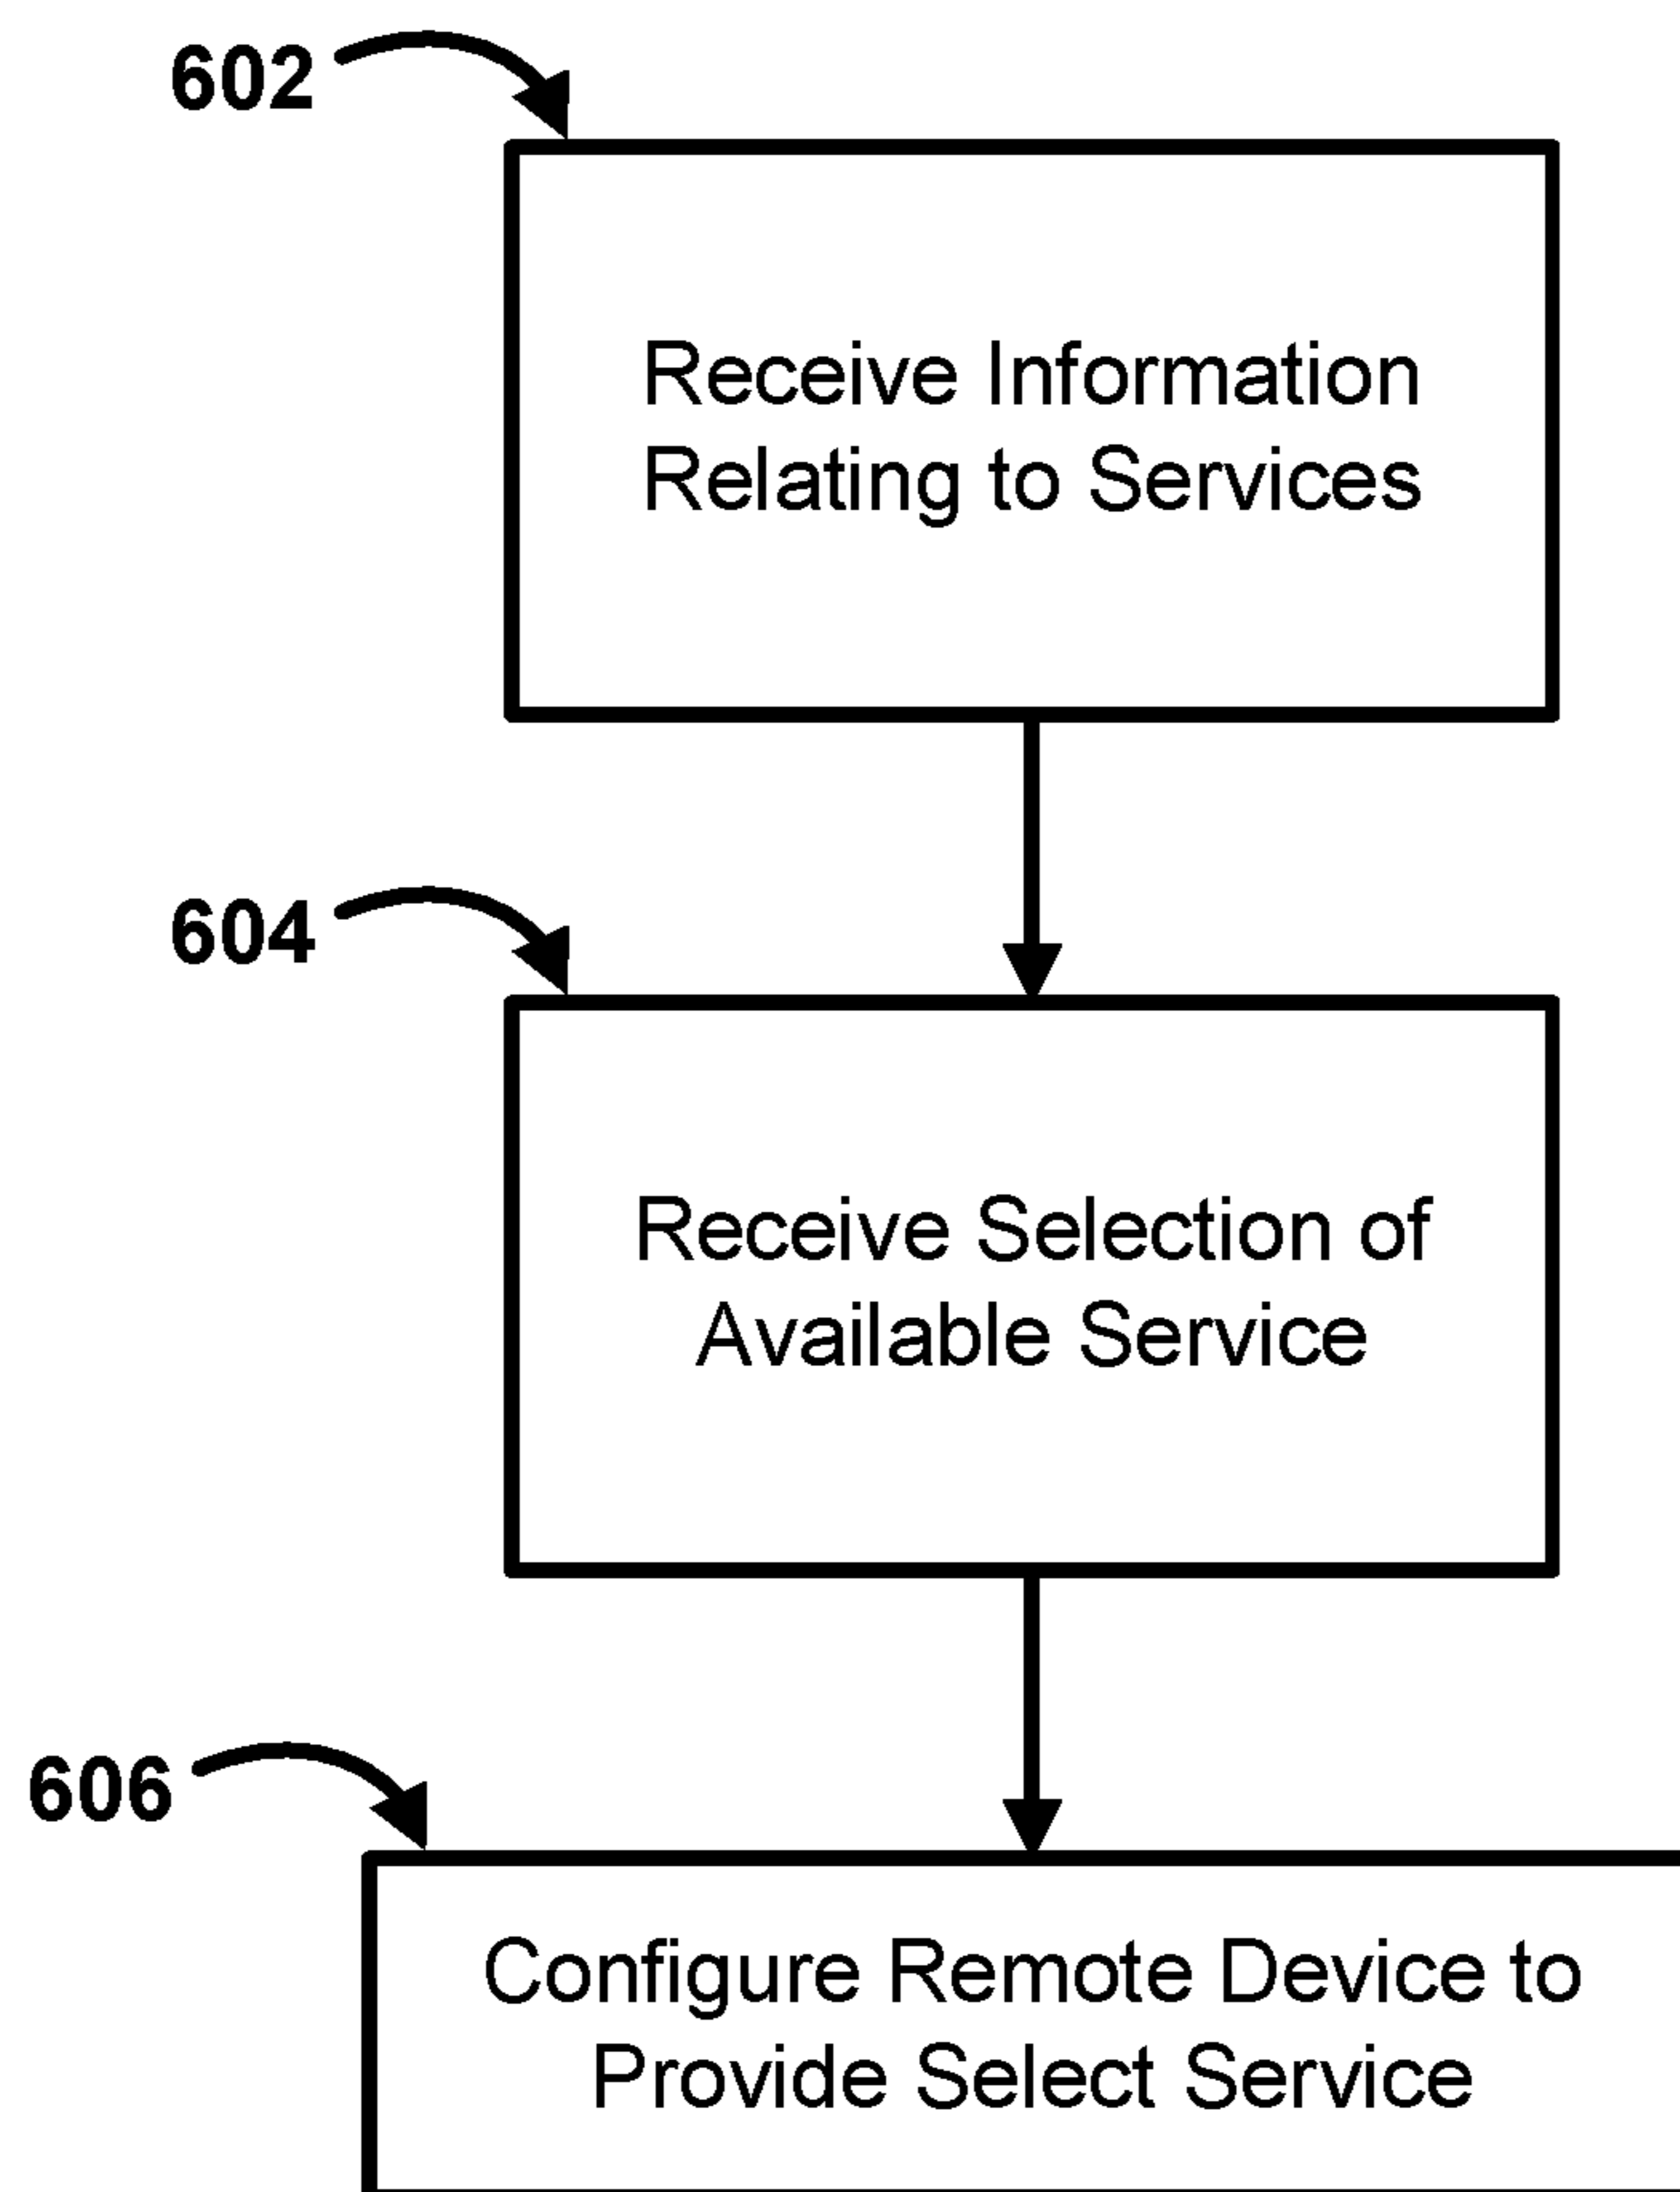 602
Receive Information
Relating to Services
604
Receive Selection of
Available Service
606
Configure Remote Device to
Provide Select Service